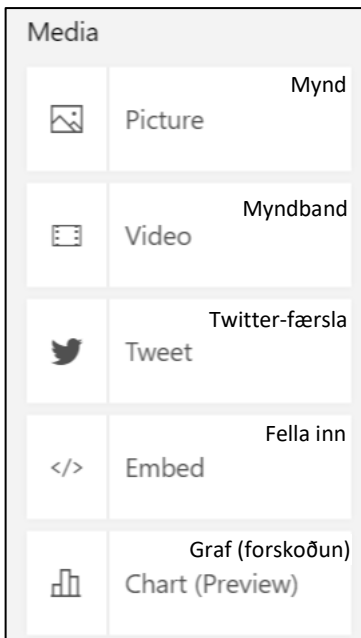 Media
Mynd
Picture
Myndband
Video
Twitter-færsla
Tweet
Fella inn
</> Embed
Graf (forskoðun)
Chart (Preview)